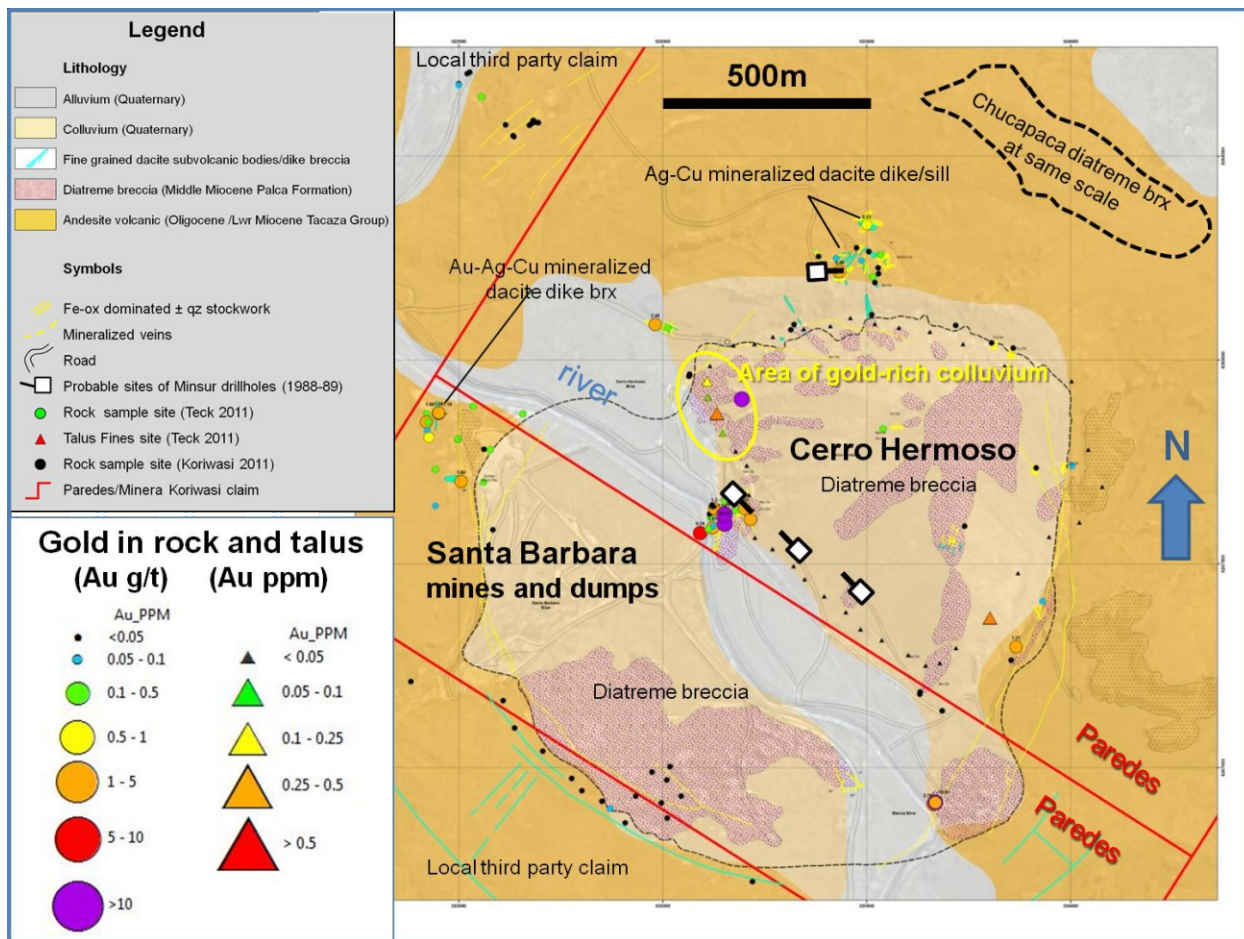 Legend
Lithology
Alluvium (Quaternary)
Colluvium (Quaternary)
Fine grained dacite subvolcanic bodies/dike breccia
Diatreme breccia (Middle Miocene Palca Formation)
Andesite volcanic (Oligocene /Lwr Miocene Tacaza Group)
Symbols
Fe-ox dominated ± qz stockwork
Mineralized veins
Road
Probable sites of Minsur drillholes (1988-89)
Rock sample site (Teck 2011)
Talus Fines site (Teck 2011)
Rock sample site (Koriwasi 2011)
Paredes/Minera Koriwasi claim
Gold in rock and talus
(Au g/t) (Au ppm)
Au_PPM
<0.05
0.05 - 0.1
0.1 - 0.5
0.5 - 1
1 - 5
5 - 10
>10
Au_PPM
< 0.05
0.05 - 0.1
0.1 - 0.25
0.25 - 0.5
> 0.5
Local third party claim
500m
Chucapaca diatreme brx
at same scale
Ag-Cu mineralized dacite dike/sill
Au-Ag-Cu mineralized
dacite dike brx
river
Area of gold-rich colluvium
Cerro Hermoso
Diatreme breccia
N
Santa Barbara
mines and dumps
Diatreme breccia
Paredes
Paredes
Local third party claim